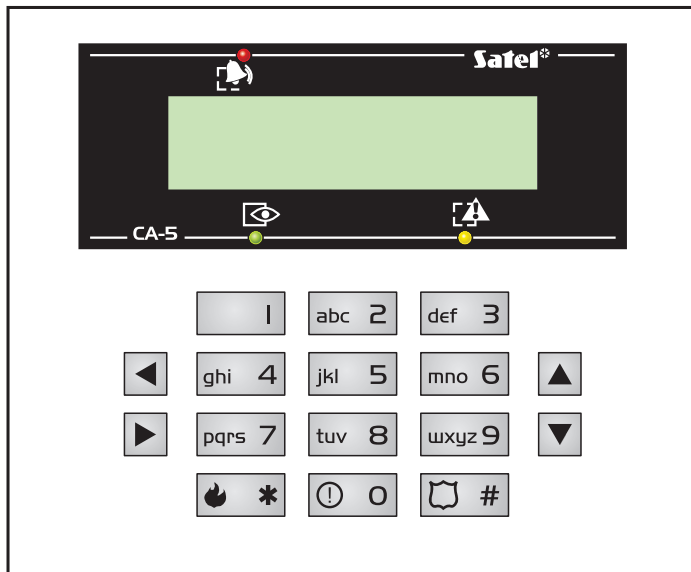 Satel
CA-5
1 abc 2 def 3
ghi 4 jkl 5 mno 6
pqrs 7 tuv 8 wxyz 9
* 0 #